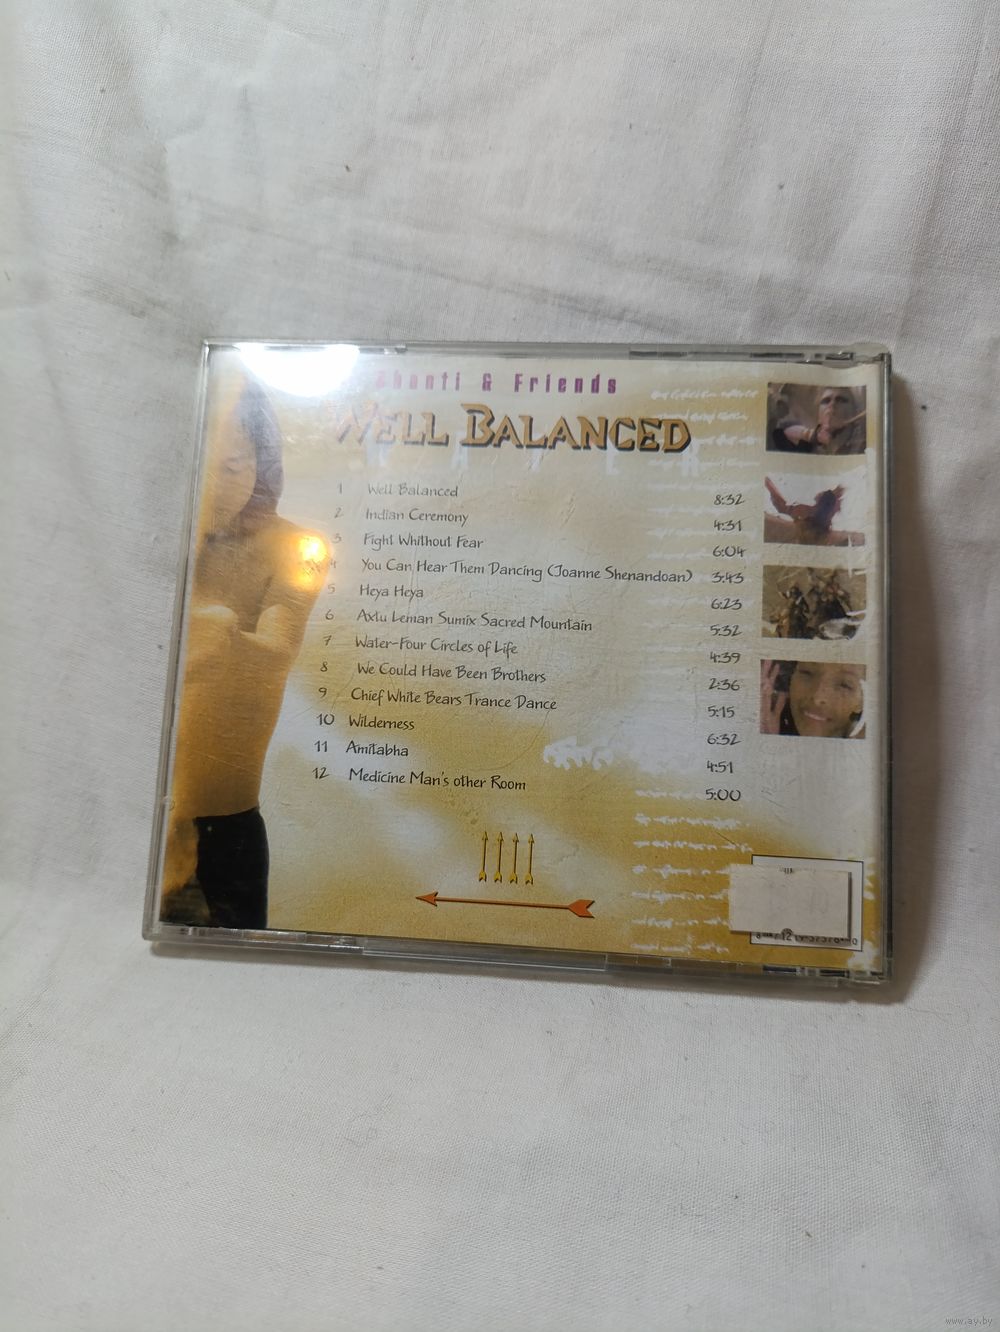 & Friends
WELL BALANCED
1 Well Balanced 8:32
2 Indian Ceremony 4:31
3 Fight Whithout Fear 6:04
4 You Can Hear Them Dancing (Joanne Shenandoan) 3:43
5 Heya Heya 6:23
6 Axtu Leman Sumix Sacred Mountain 5:32
7 Water-Four Circles of Life 4:39
8 We Could Have Been Brothers 2:36
9 Chief White Bears Trance Dance 5:15
10 Wilderness 6:32
11 Amitabha 4:51
12 Medicine Man's other Room 5:00
www.ay.by